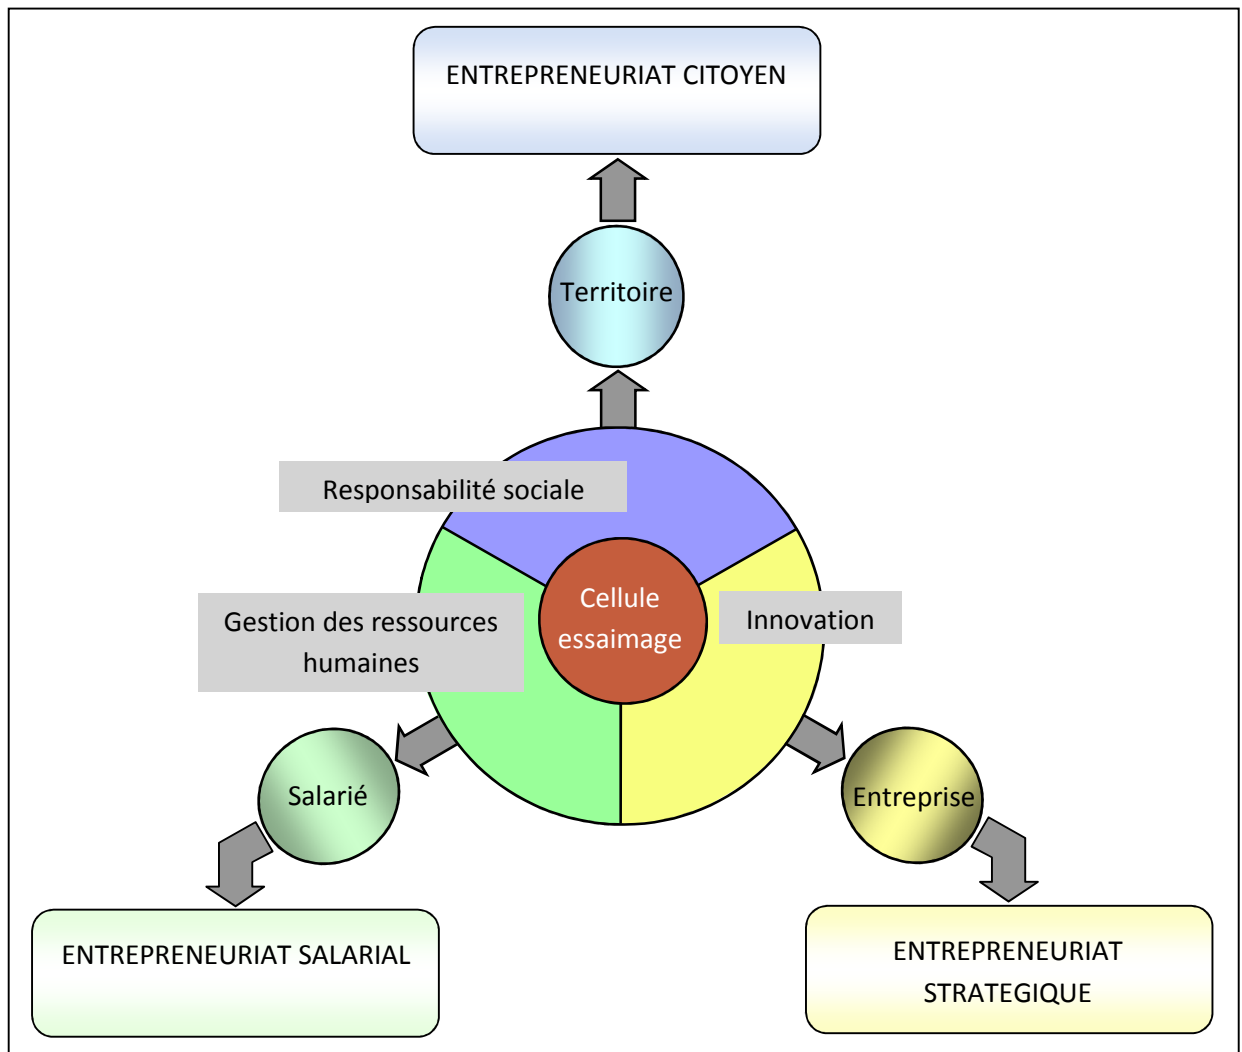 ENTREPRENEURIAT CITOYEN
Territoire
Responsabilité sociale
Cellule
essaimage
Gestion des ressources
humaines
Innovation
Salarié
Entreprise
ENTREPRENEURIAT SALARIAL
ENTREPRENEURIAT
STRATEGIQUE